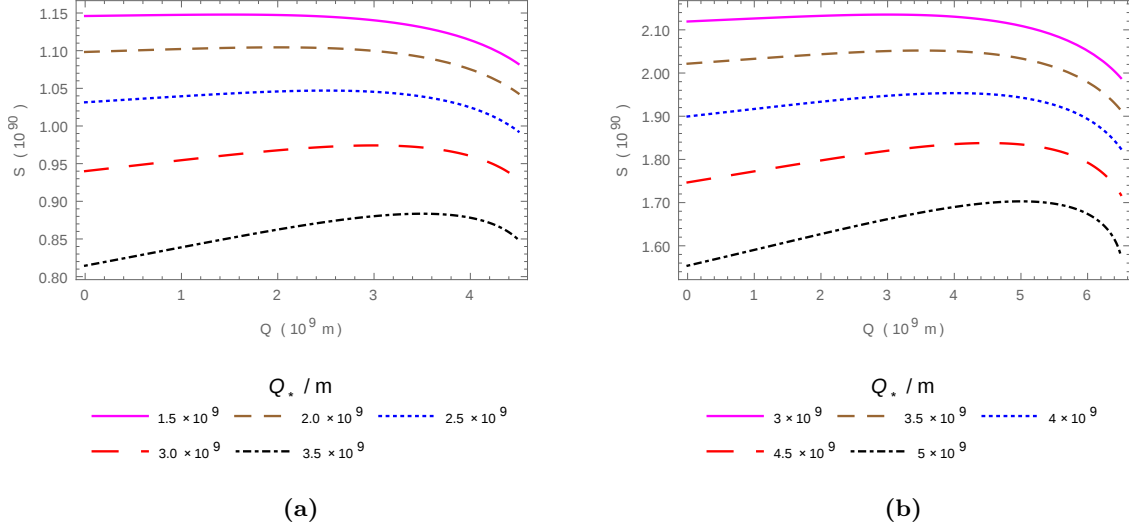 1.15
1.10
1.05
1.00
0.95
0.90
0.85
0.80
S ( 10^90 )
0 1 2 3 4
Q ( 10^9 m )
Q_* / m
1.5 × 10^9 2.0 × 10^9 2.5 × 10^9
3.0 × 10^9 3.5 × 10^9
(a)
2.10
2.00
1.90
1.80
1.70
1.60
S ( 10^90 )
0 1 2 3 4 5 6
Q ( 10^9 m )
Q_* / m
3 × 10^9 3.5 × 10^9 4 × 10^9
4.5 × 10^9 5 × 10^9
(b)